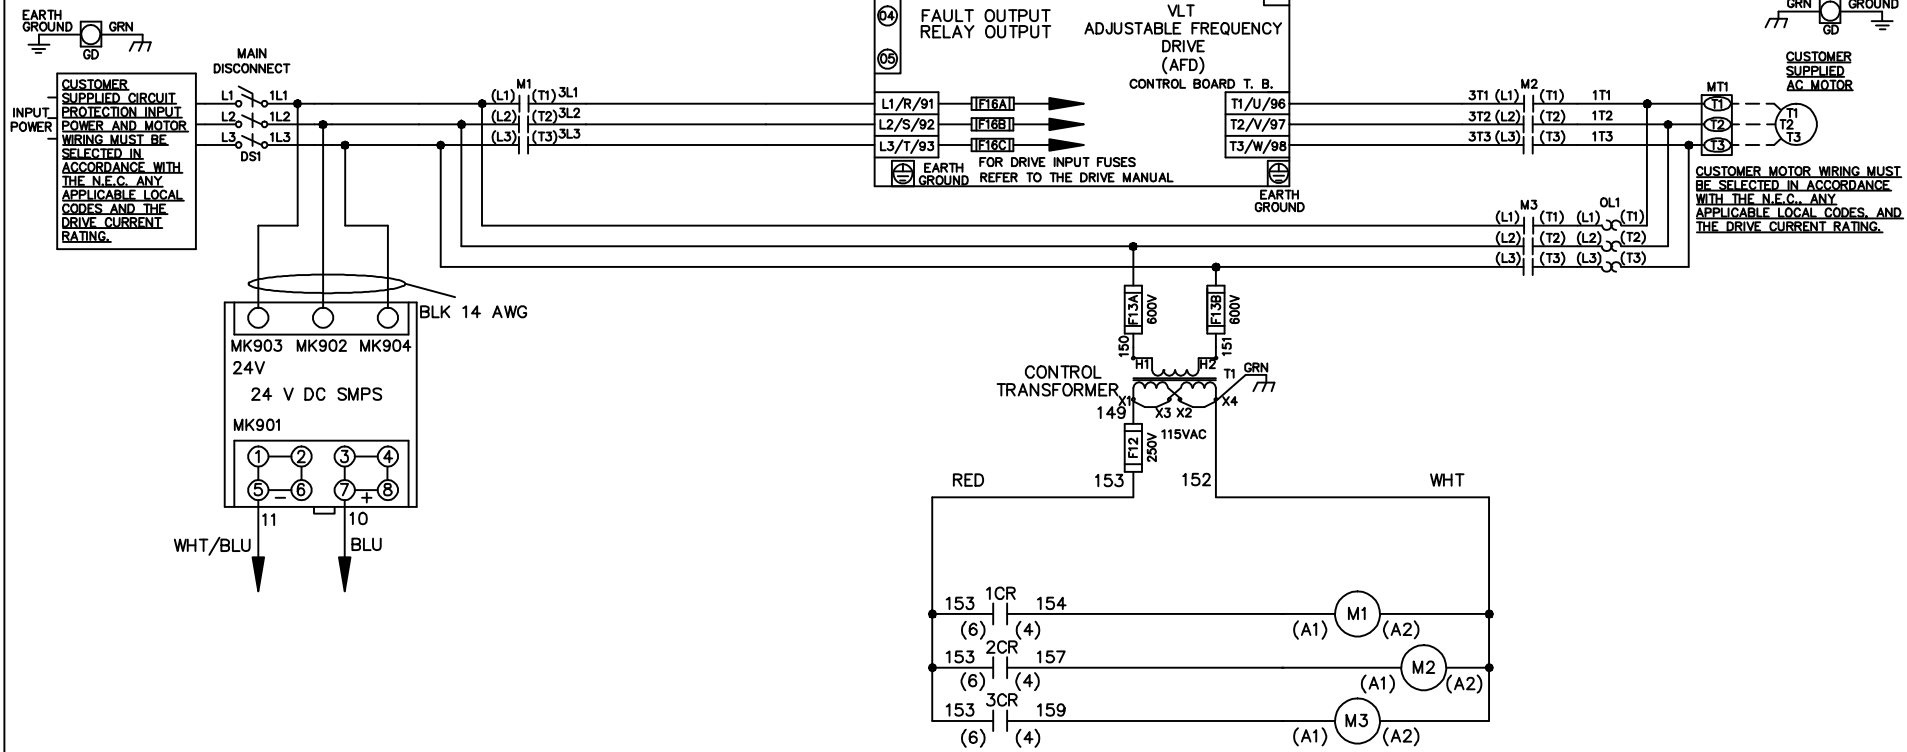 EARTH
GROUND
GRN
GD
04
FAULT OUTPUT
RELAY OUTPUT
05
VLT
ADJUSTABLE FREQUENCY
DRIVE
(AFD)
CONTROL BOARD T. B.
GRN
GROUND
GD
CUSTOMER
SUPPLIED
AC MOTOR
INPUT
POWER
CUSTOMER
SUPPLIED CIRCUIT
PROTECTION INPUT
POWER AND MOTOR
WIRING MUST BE
SELECTED IN
ACCORDANCE WITH
THE N.E.C. ANY
APPLICABLE LOCAL
CODES AND THE
DRIVE CURRENT
RATING.
MAIN
DISCONNECT
L1 1L1
L2 1L2
L3 1L3
DS1
M1
(L1) (T1) 3L1
(L2) (T2) 3L2
(L3) (T3) 3L3
L1/R/91 F16A
L2/S/92 F16B
L3/T/93 F16C
T1/U/96
T2/V/97
T3/W/98
FOR DRIVE INPUT FUSES
REFER TO THE DRIVE MANUAL
EARTH
GROUND
EARTH
GROUND
M2
3T1 (L1) (T1) 1T1
3T2 (L2) (T2) 1T2
3T3 (L3) (T3) 1T3
MT1
T1
T2
T3
T1
T2
T3
CUSTOMER MOTOR WIRING MUST
BE SELECTED IN ACCORDANCE
WITH THE N.E.C., ANY
APPLICABLE LOCAL CODES, AND
THE DRIVE CURRENT RATING.
M3 OL1
(L1) (T1) (L1) (T1)
(L2) (T2) (L2) (T2)
(L3) (T3) (L3) (T3)
BLK 14 AWG
MK903 MK902 MK904
24V
24 V DC SMPS
MK901
1 2 3 4
5 - 6 7 + 8
11 10
WHT/BLU BLU
F13A 600V
F13B 600V
150 151
H1 H2
CONTROL
TRANSFORMER
T1
GRN
X1 X3 X2 X4
149
115VAC
F12 250V
RED 153 152 WHT
1CR
153 154
(6) (4)
M1
(A1) (A2)
2CR
153 157
(6) (4)
M2
(A1) (A2)
3CR
153 159
(6) (4)
M3
(A1) (A2)